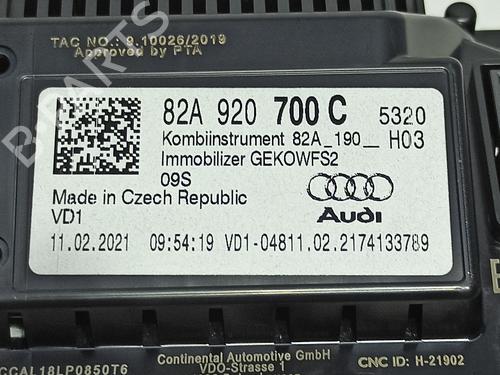 TAC NO.: 9.10026/2019
Approved by PTA
82A 920 700 C 5320
Kombiinstrument 82A_190__ H03
Immobilizer GEKOWFS2
09S
Made in Czech Republic
VD1
Audi
11.02.2021 09:54:19 VD1-04811.02.2174133789
CCAL18LP0850T6
Continental Automotive GmbH
VDO-Strasse 1
CNC ID: H-21902
B-PARTS